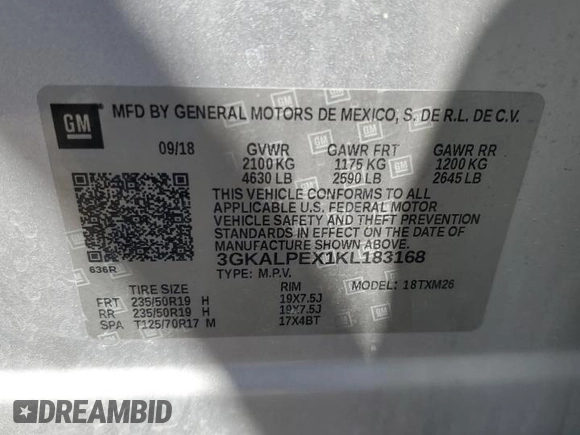 GM MFD BY GENERAL MOTORS DE MEXICO, S. DE R.L. DE C.V.
09/18 GVWR GAWR FRT GAWR RR
2100 KG 1175 KG 1200 KG
4630 LB 2590 LB 2645 LB
THIS VEHICLE CONFORMS TO ALL
APPLICABLE U.S. FEDERAL MOTOR
VEHICLE SAFETY AND THEFT PREVENTION
STANDARDS IN EFFECT ON THE DATE OF
MANUFACTURE SHOWN ABOVE.
3GKALPEX1KL183168
636R TYPE: M.P.V.
MODEL: 18TXM26
TIRE SIZE RIM
FRT 235/50R19 H 19X7.5J
RR 235/50R19 H 19X7.5J
SPA T125/70R17 M 17X4BT
DREAMBID